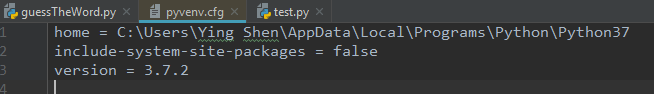 guessTheWord.py pyvenv.cfg test.py
1 home = C:\Users\Ying Shen\AppData\Local\Programs\Python\Python37
2 include-system-site-packages = false
3 version = 3.7.2
4